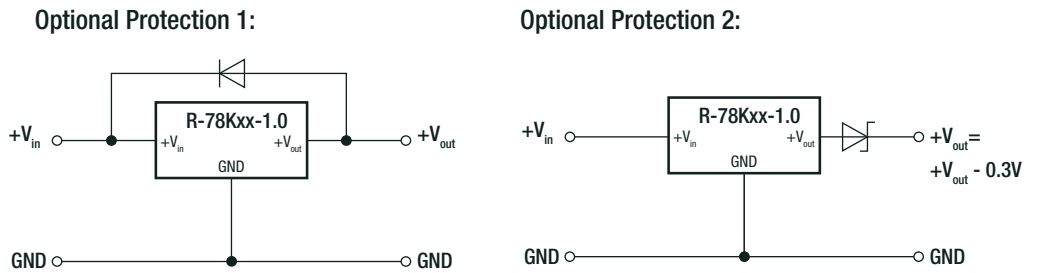 Optional Protection 1:
R-78Kxx-1.0
+Vin
+Vin
+Vout
+Vout
GND
GND
GND
Optional Protection 2:
R-78Kxx-1.0
+Vin
+Vin
+Vout
+Vout=
+Vout - 0.3V
GND
GND
GND